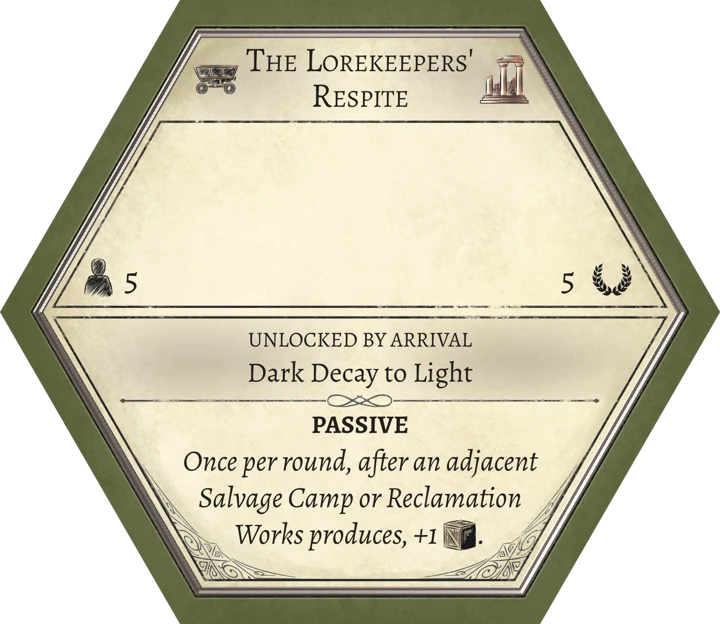 The Lorekeepers'
Respite
5
5
UNLOCKED BY ARRIVAL
Dark Decay to Light
PASSIVE
Once per round, after an adjacent
Salvage Camp or Reclamation
Works produces, +1 .